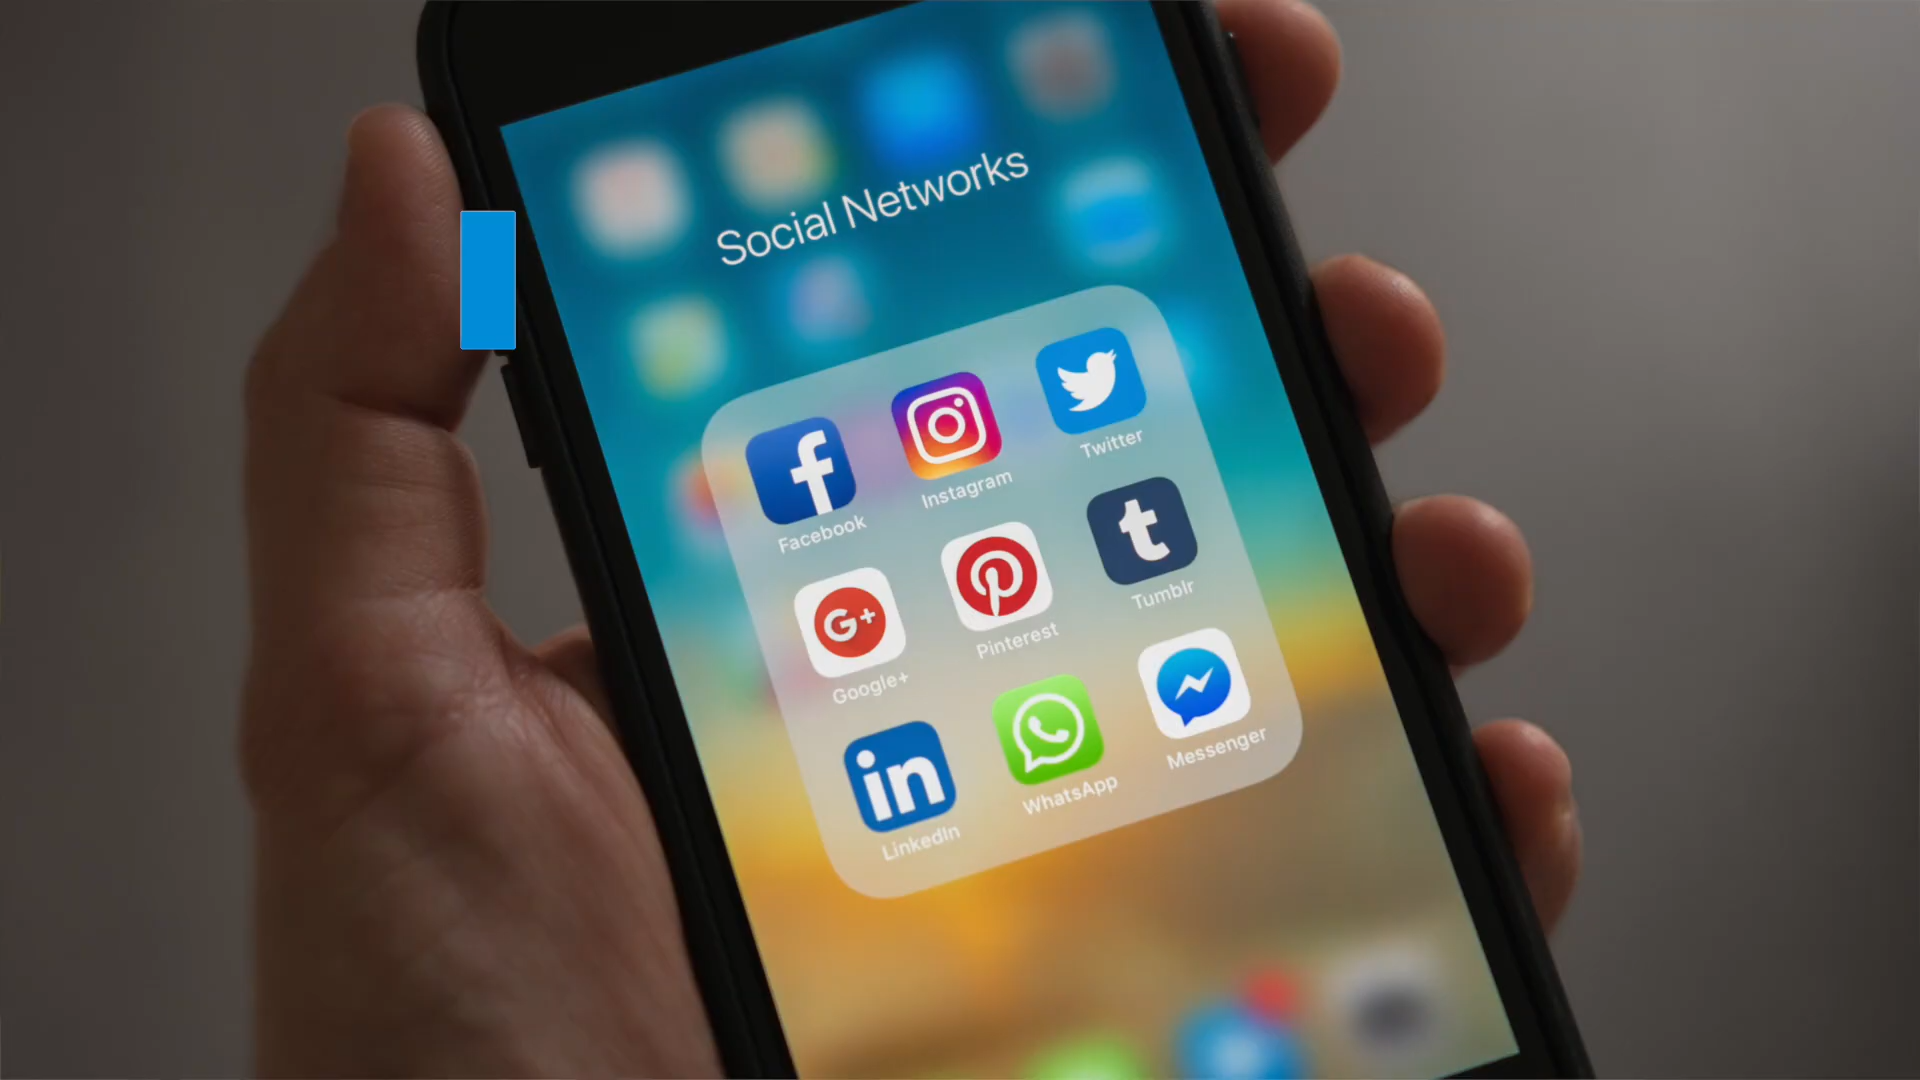 Social Networks
Facebook
Instagram
Twitter
Google+
Pinterest
Tumblr
LinkedIn
WhatsApp
Messenger